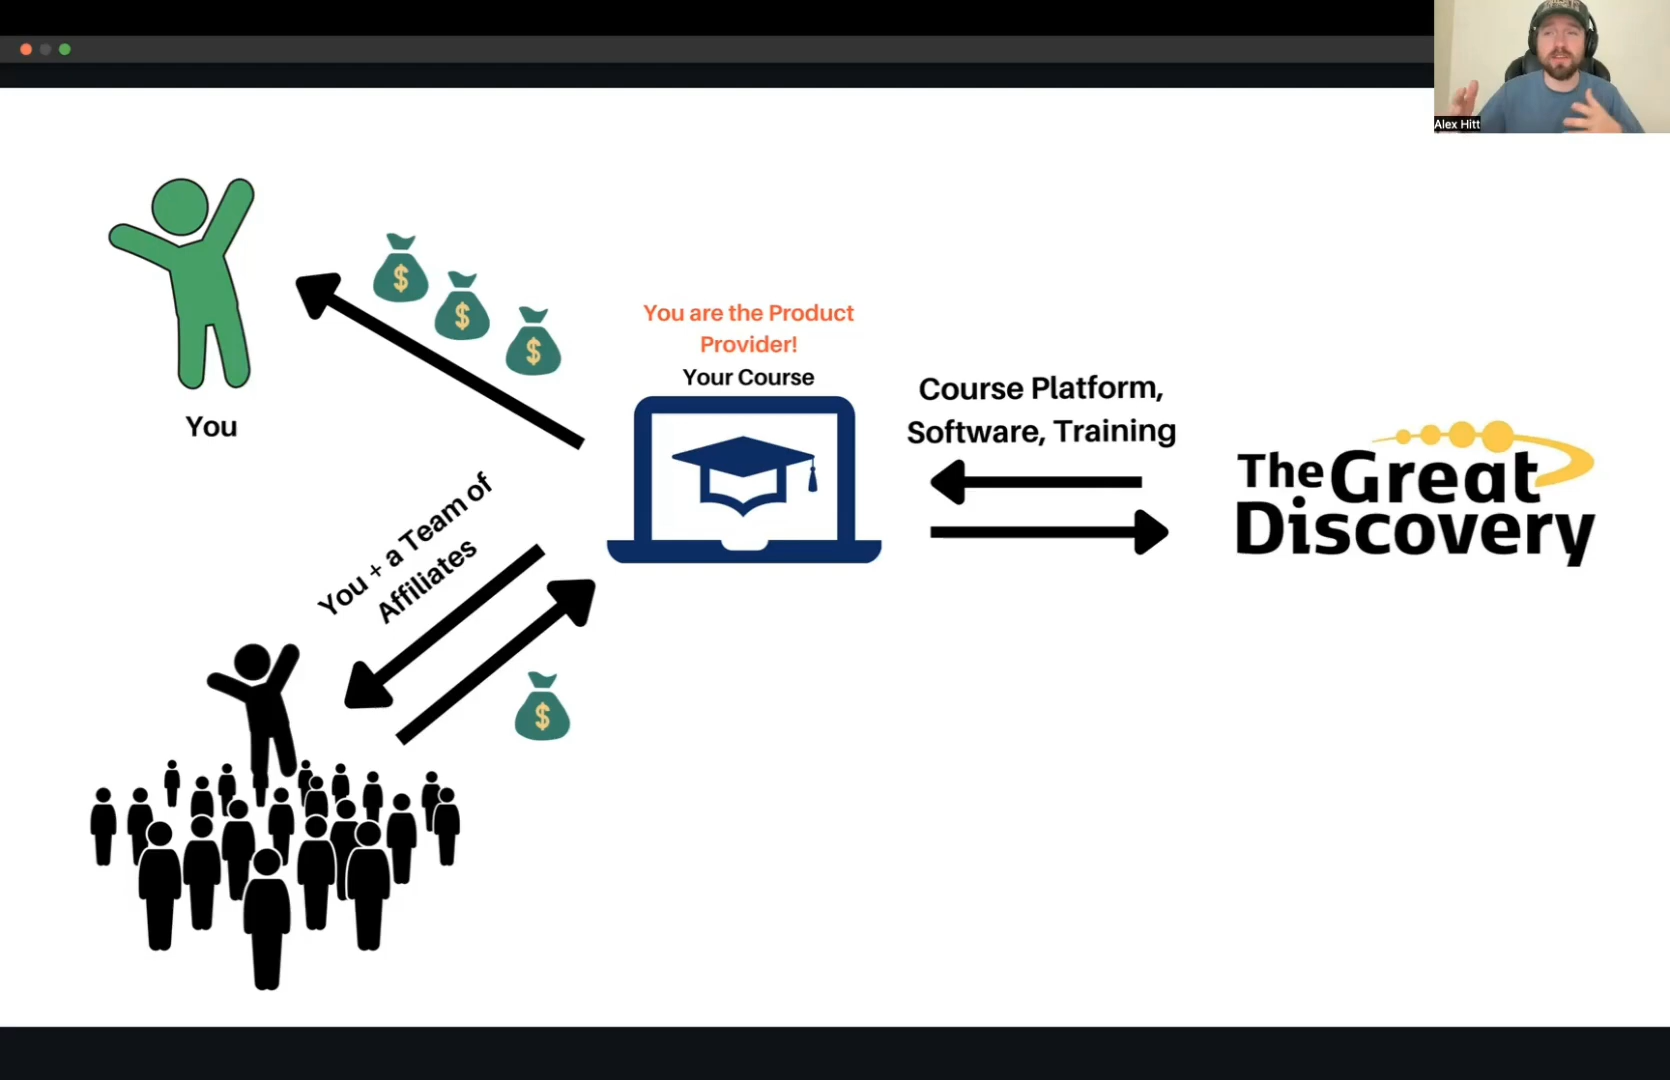 Alex Hitt
You are the Product
Provider!
Your Course
Course Platform,
Software, Training
The Great
Discovery
You
You + a Team of
Affiliates
$
$
$
$